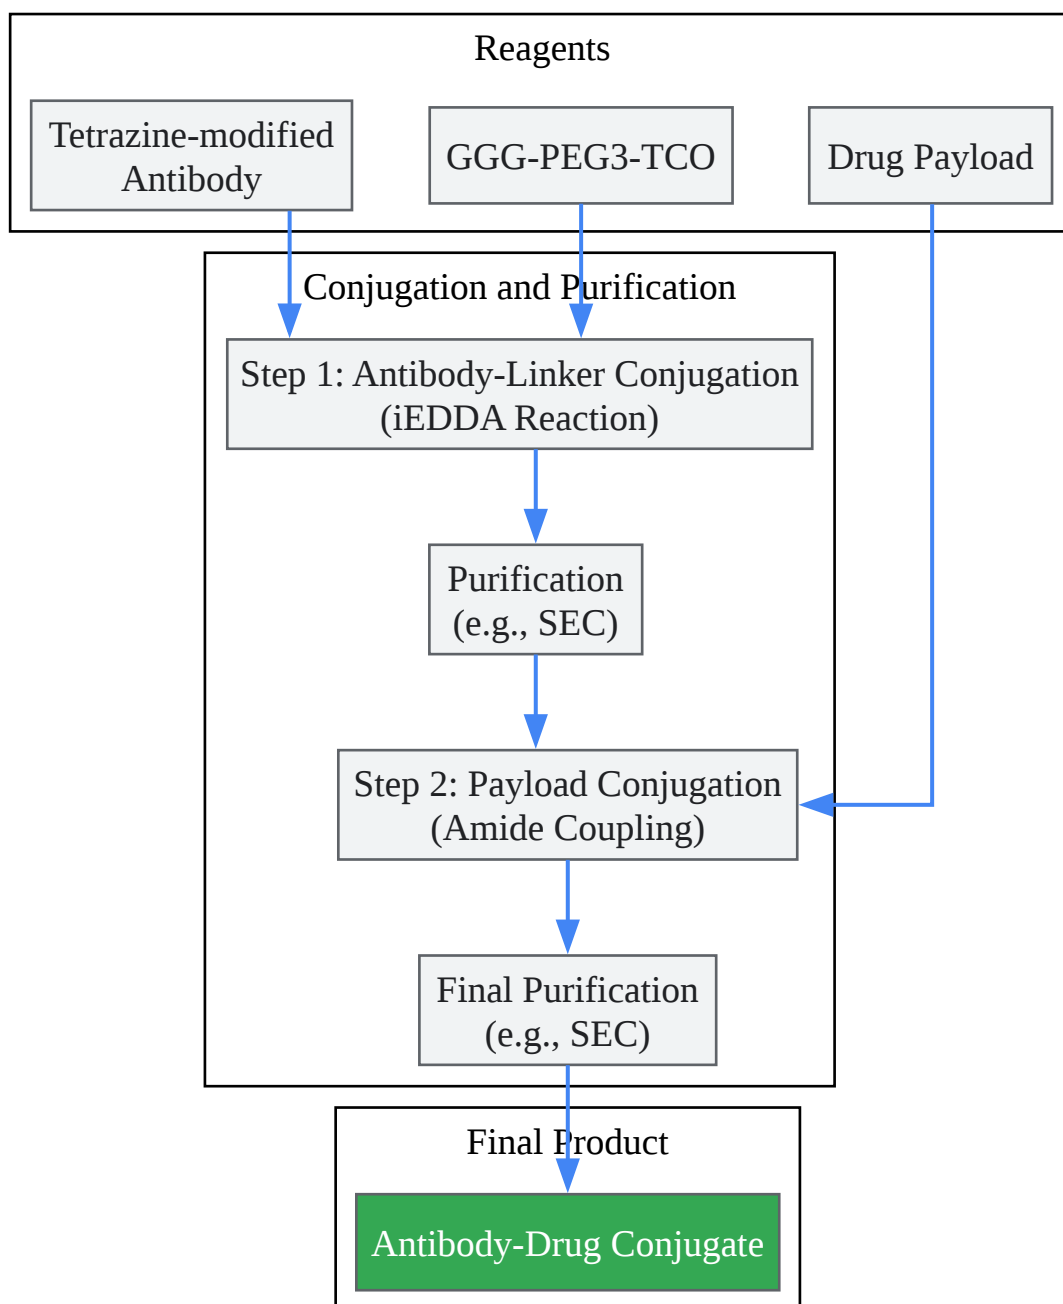 Reagents
Tetrazine-modified
Antibody
GGG-PEG3-TCO
Drug Payload
Conjugation and Purification
Step 1: Antibody-Linker Conjugation
(iEDDA Reaction)
Purification
(e.g., SEC)
Step 2: Payload Conjugation
(Amide Coupling)
Final Purification
(e.g., SEC)
Final Product
Antibody-Drug Conjugate